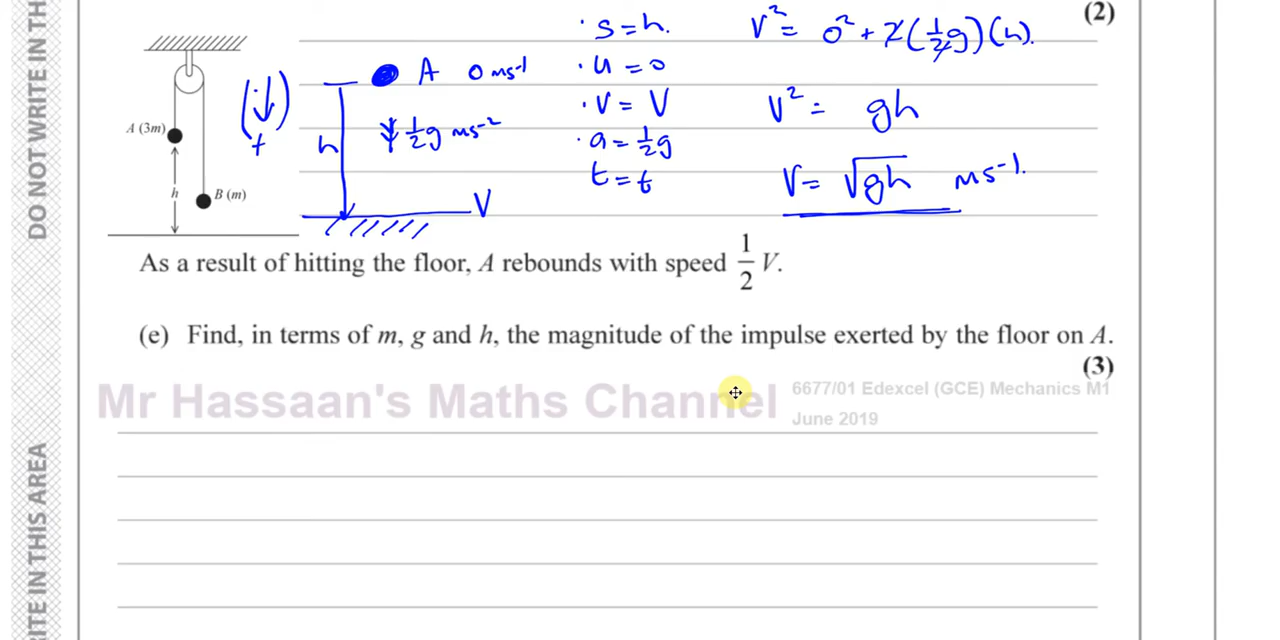 (2)
DO NOT WRITE IN TH
A (3m)
h
B (m)
(↓)
+
A 0 ms⁻¹
h
½g ms⁻²
V
· s = h.
· u = 0
· v = V
· a = ½g
t = t
V² = 0² + 2(½g)(h).
V² = gh
V = √gh ms⁻¹.
As a result of hitting the floor, A rebounds with speed 1/2 V.
(e) Find, in terms of m, g and h, the magnitude of the impulse exerted by the floor on A.
(3)
Mr Hassaan's Maths Channel
6677/01 Edexcel (GCE) Mechanics M1
June 2019
RITE IN THIS AREA